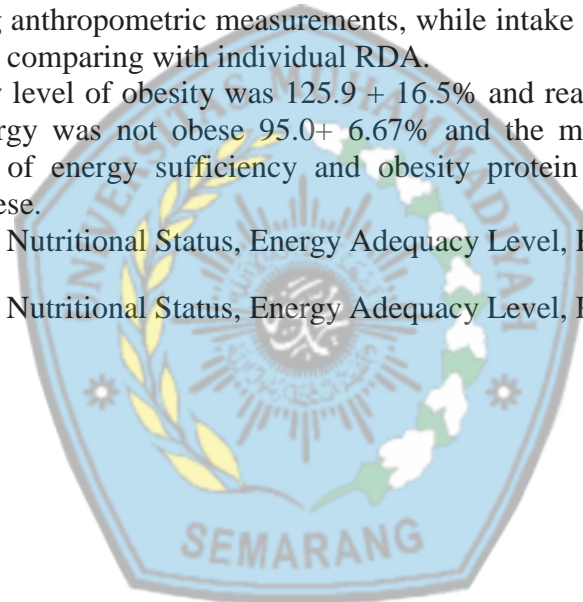 g anthropometric measurements, while intake
comparing with individual RDA.
level of obesity was 125.9 + 16.5% and rea
rgy was not obese 95.0+ 6.67% and the m
of energy sufficiency and obesity protein
ese.
Nutritional Status, Energy Adequacy Level,
Nutritional Status, Energy Adequacy Level,
UNIVERSITAS MUHAMMADIYAH
SEMARANG